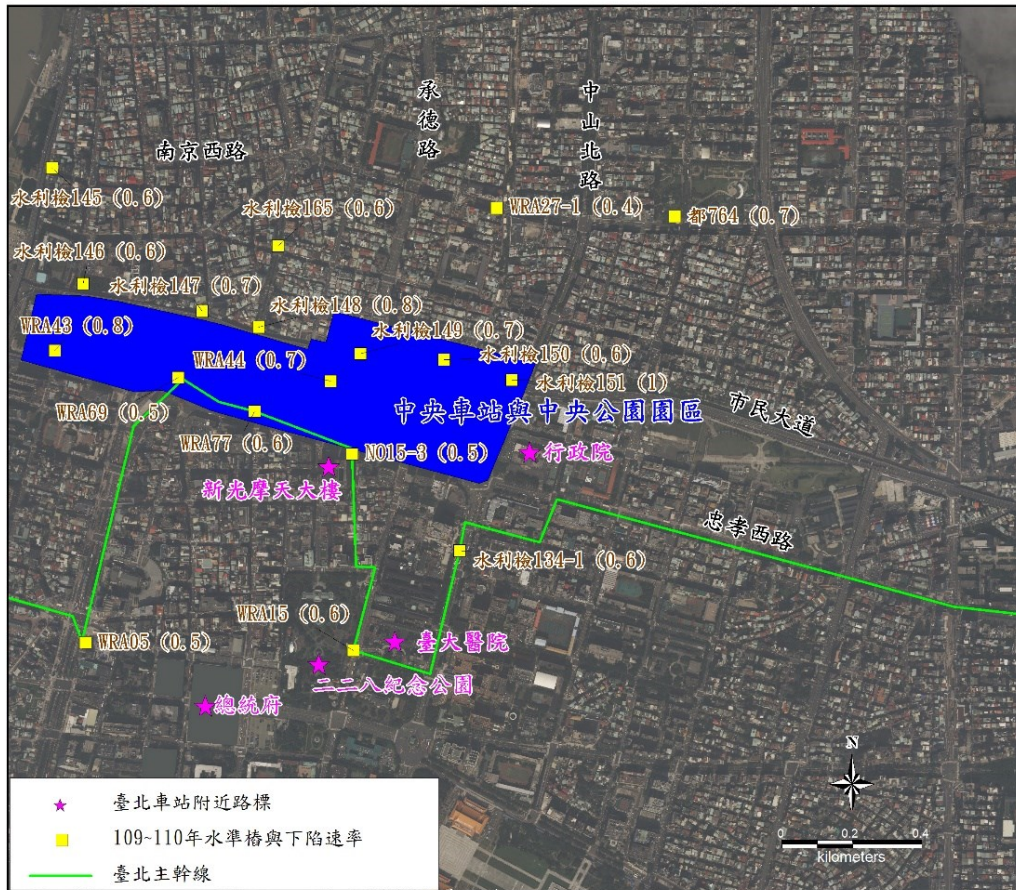 承德路
中山北路
南京西路
水利檢145 (0.6)
水利檢165 (0.6)
WRA27-1 (0.4)
都764 (0.7)
水利檢146 (0.6)
水利檢147 (0.7)
水利檢148 (0.8)
WRA43 (0.8)
水利檢149 (0.7)
WRA44 (0.7)
水利檢150 (0.6)
水利檢151 (1)
WRA69 (0.5)
中央車站與中央公園園區
市民大道
WRA77 (0.6)
NO15-3 (0.5)
行政院
新光摩天大樓
忠孝西路
水利檢134-1 (0.6)
WRA15 (0.6)
WRA05 (0.5)
臺大醫院
二二八紀念公園
總統府
N
臺北車站附近路標
109~110年水準樁與下陷速率
臺北主幹線
0 0.2 0.4
kilometers